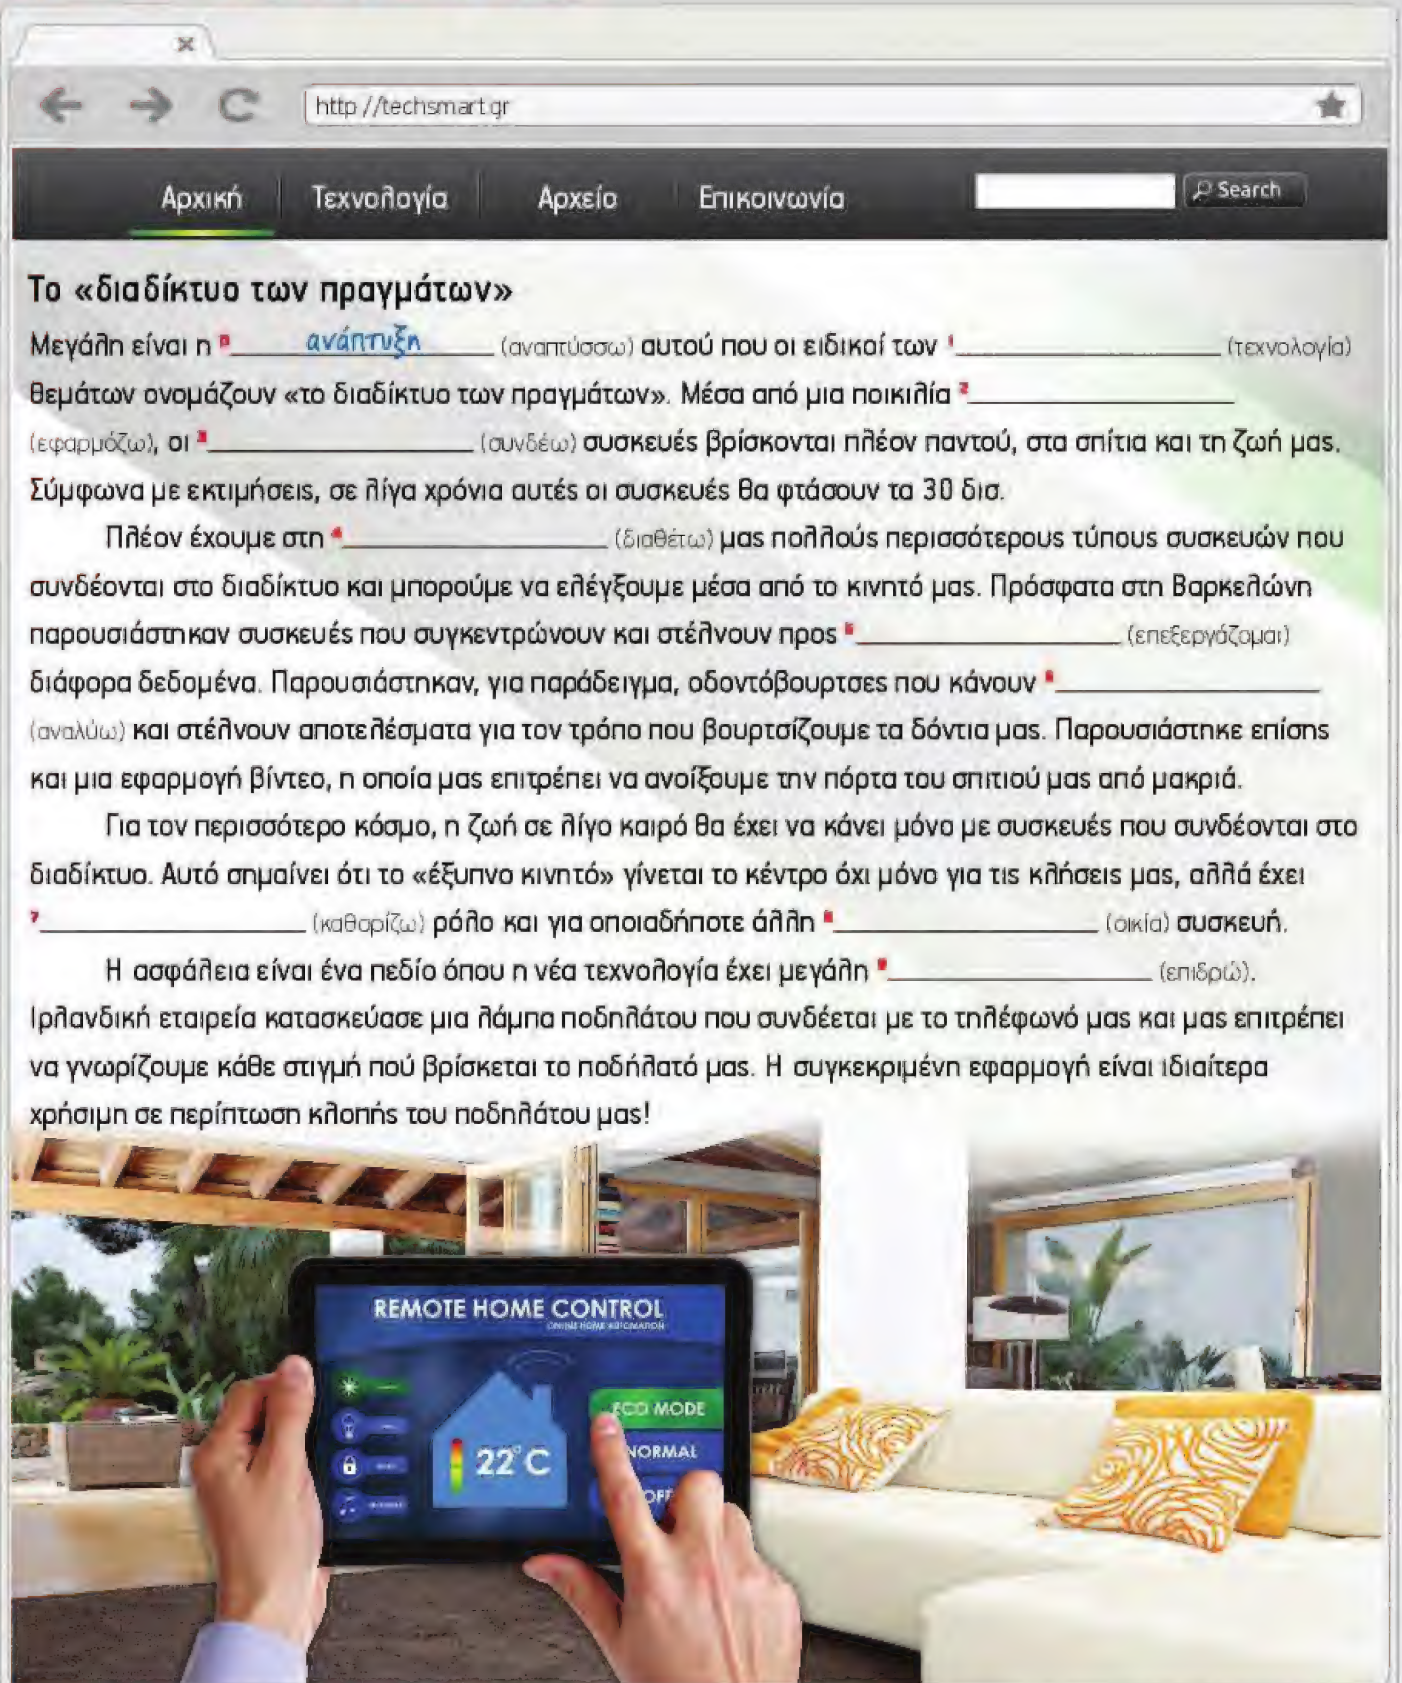 http //techsmart.gr
Αρχική Τεχνολογία Αρχείο Επικοινωνία Search
Το «διαδίκτυο των πραγμάτων»
Μεγάλη είναι η 0 ανάπτυξη (αναπτύσσω) αυτού που οι ειδικοί των 1 (τεχνολογία)
θεμάτων ονομάζουν «το διαδίκτυο των πραγμάτων». Μέσα από μια ποικιλία 2
(εφαρμόζω), οι 3 (συνδέω) συσκευές βρίσκονται πλέον παντού, στα σπίτια και τη ζωή μας.
Σύμφωνα με εκτιμήσεις, σε λίγα χρόνια αυτές οι συσκευές θα φτάσουν τα 30 δισ.
Πλέον έχουμε στη 4 (διαθέτω) μας πολλούς περισσότερους τύπους συσκευών που
συνδέονται στο διαδίκτυο και μπορούμε να ελέγξουμε μέσα από το κινητό μας. Πρόσφατα στη Βαρκελώνη
παρουσιάστηκαν συσκευές που συγκεντρώνουν και στέλνουν προς 5 (επεξεργάζομαι)
διάφορα δεδομένα. Παρουσιάστηκαν, για παράδειγμα, οδοντόβουρτσες που κάνουν 6
(αναλύω) και στέλνουν αποτελέσματα για τον τρόπο που βουρτσίζουμε τα δόντια μας. Παρουσιάστηκε επίσης
και μια εφαρμογή βίντεο, η οποία μας επιτρέπει να ανοίξουμε την πόρτα του σπιτιού μας από μακριά.
Για τον περισσότερο κόσμο, η ζωή σε λίγο καιρό θα έχει να κάνει μόνο με συσκευές που συνδέονται στο
διαδίκτυο. Αυτό σημαίνει ότι το «έξυπνο κινητό» γίνεται το κέντρο όχι μόνο για τις κλήσεις μας, αλλά έχει
7 (καθορίζω) ρόλο και για οποιαδήποτε άλλη 8 (οικία) συσκευή.
Η ασφάλεια είναι ένα πεδίο όπου η νέα τεχνολογία έχει μεγάλη 9 (επιδρώ).
Ιρλανδική εταιρεία κατασκεύασε μια λάμπα ποδηλάτου που συνδέεται με το τηλέφωνό μας και μας επιτρέπει
να γνωρίζουμε κάθε στιγμή πού βρίσκεται το ποδήλατό μας. Η συγκεκριμένη εφαρμογή είναι ιδιαίτερα
χρήσιμη σε περίπτωση κλοπής του ποδηλάτου μας!
REMOTE HOME CONTROL
ONLINE HOME AUTOMATION
ECO MODE
22°C
NORMAL
OFF